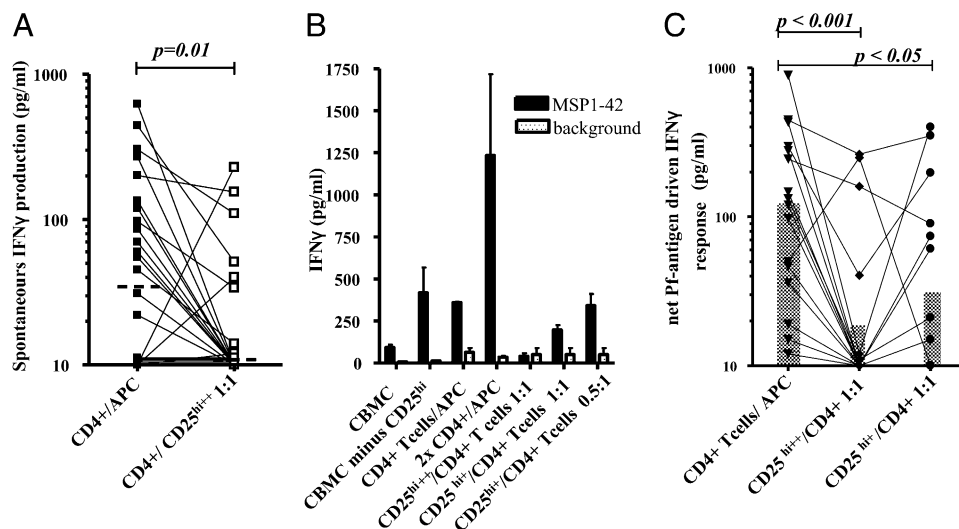 A
p=0.01
Spontaneours IFNγ production (pg/ml)
1000
100
10
CD4+/APC
CD4+/ CD25hi++ 1:1
B
IFNγ (pg/ml)
1750
1500
1250
1000
750
500
250
0
MSP1-42
background
CBMC
CBMC minus CD25hi
CD4+ Tcells/APC
2x CD4+/APC
CD25hi++/CD4+ T cells 1:1
CD25 hi+/CD4+ Tcells 1:1
CD25hi+/CD4+ Tcells 0.5:1
C
p < 0.001
p < 0.05
net Pf-antigen driven IFNγ
response (pg/ml)
1000
100
10
CD4+ Tcells/ APC
CD25 hi++/CD4+ 1:1
CD25 hi+/CD4+ 1:1